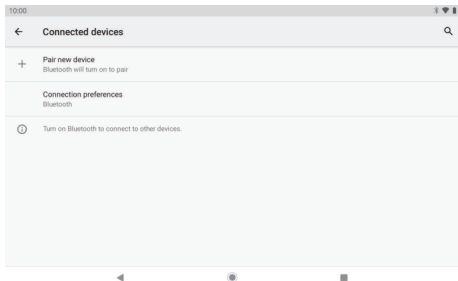 10:00
Connected devices
Pair new device
Bluetooth will turn on to pair
Connection preferences
Bluetooth
Turn on Bluetooth to connect to other devices.